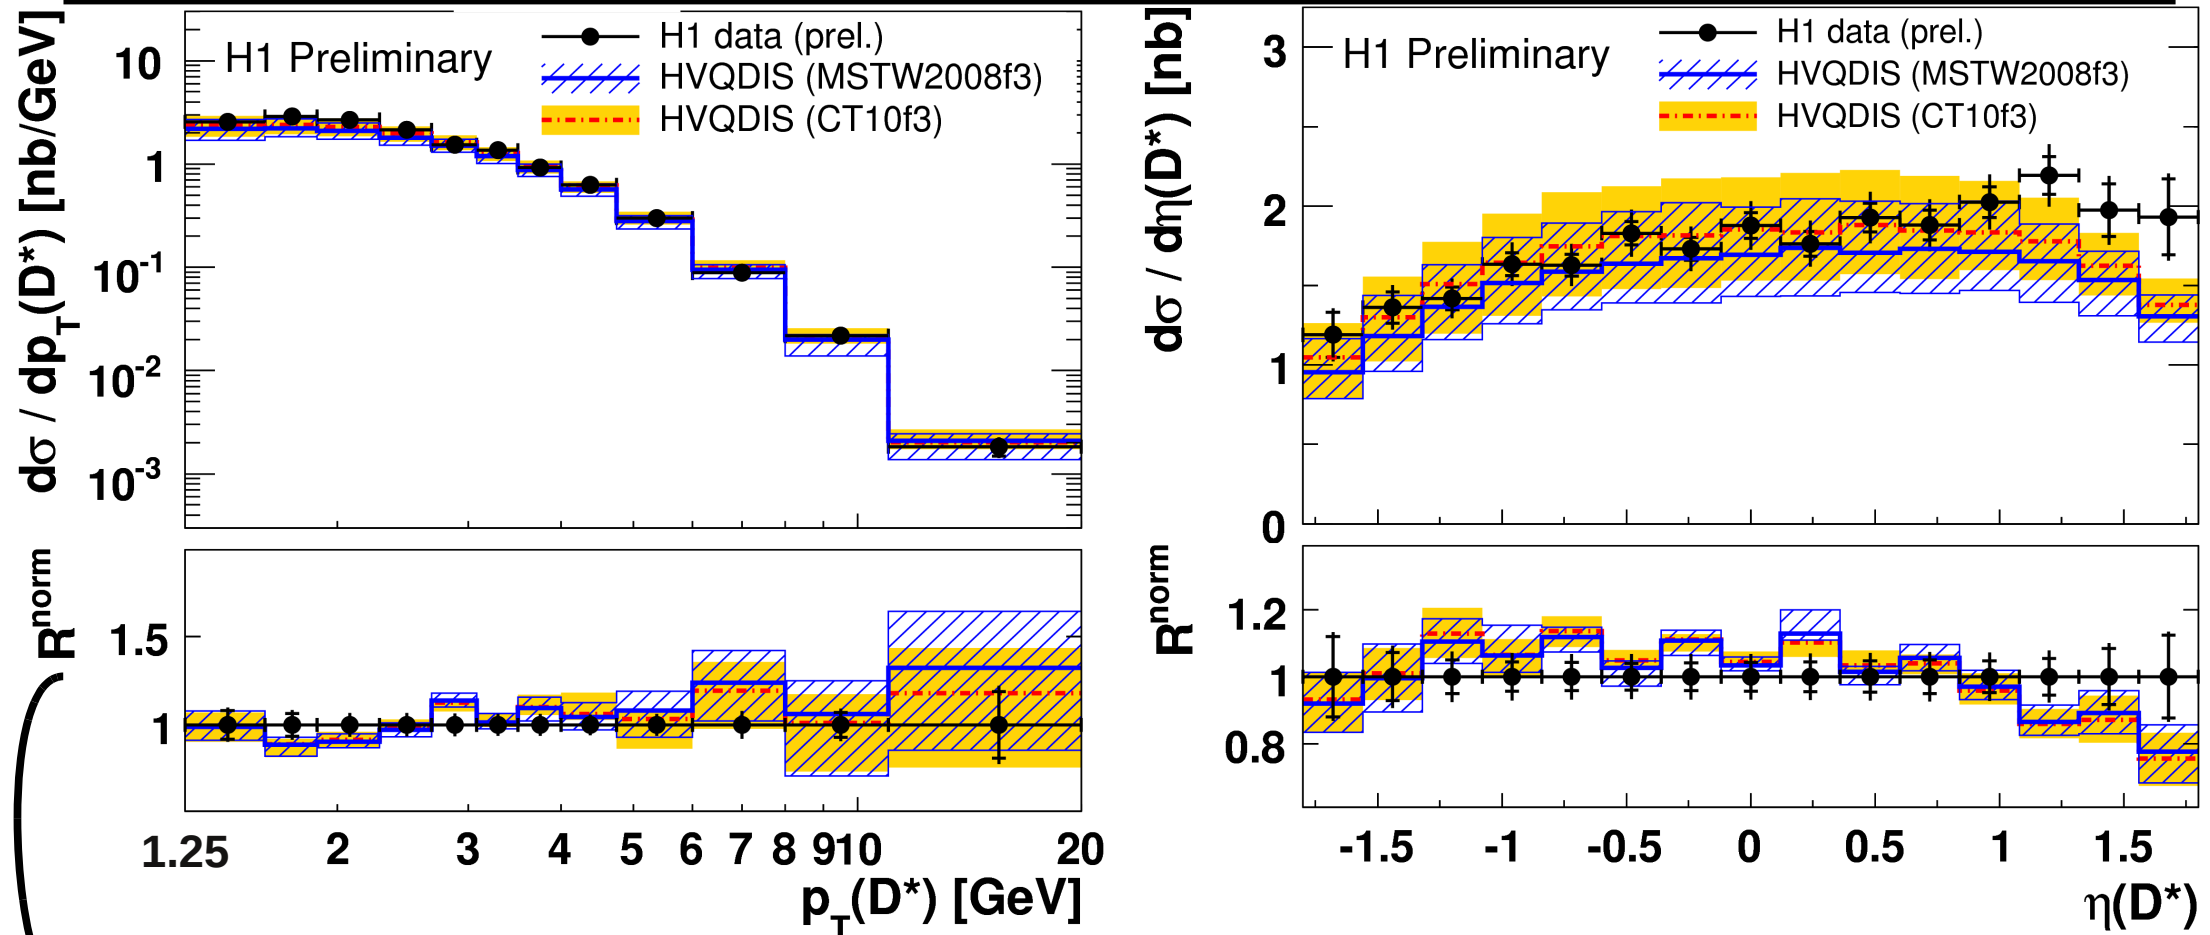 dσ / dp_T(D*) [nb/GeV]
H1 Preliminary
H1 data (prel.)
HVQDIS (MSTW2008f3)
HVQDIS (CT10f3)
10
1
10^-1
10^-2
10^-3
R^norm
1.5
1
1.25 2 3 4 5 6 7 8 9 10 20
p_T(D*) [GeV]
dσ / dη(D*) [nb]
H1 Preliminary
H1 data (prel.)
HVQDIS (MSTW2008f3)
HVQDIS (CT10f3)
3
2
1
0
R^norm
1.2
1
0.8
-1.5 -1 -0.5 0 0.5 1 1.5
η(D*)